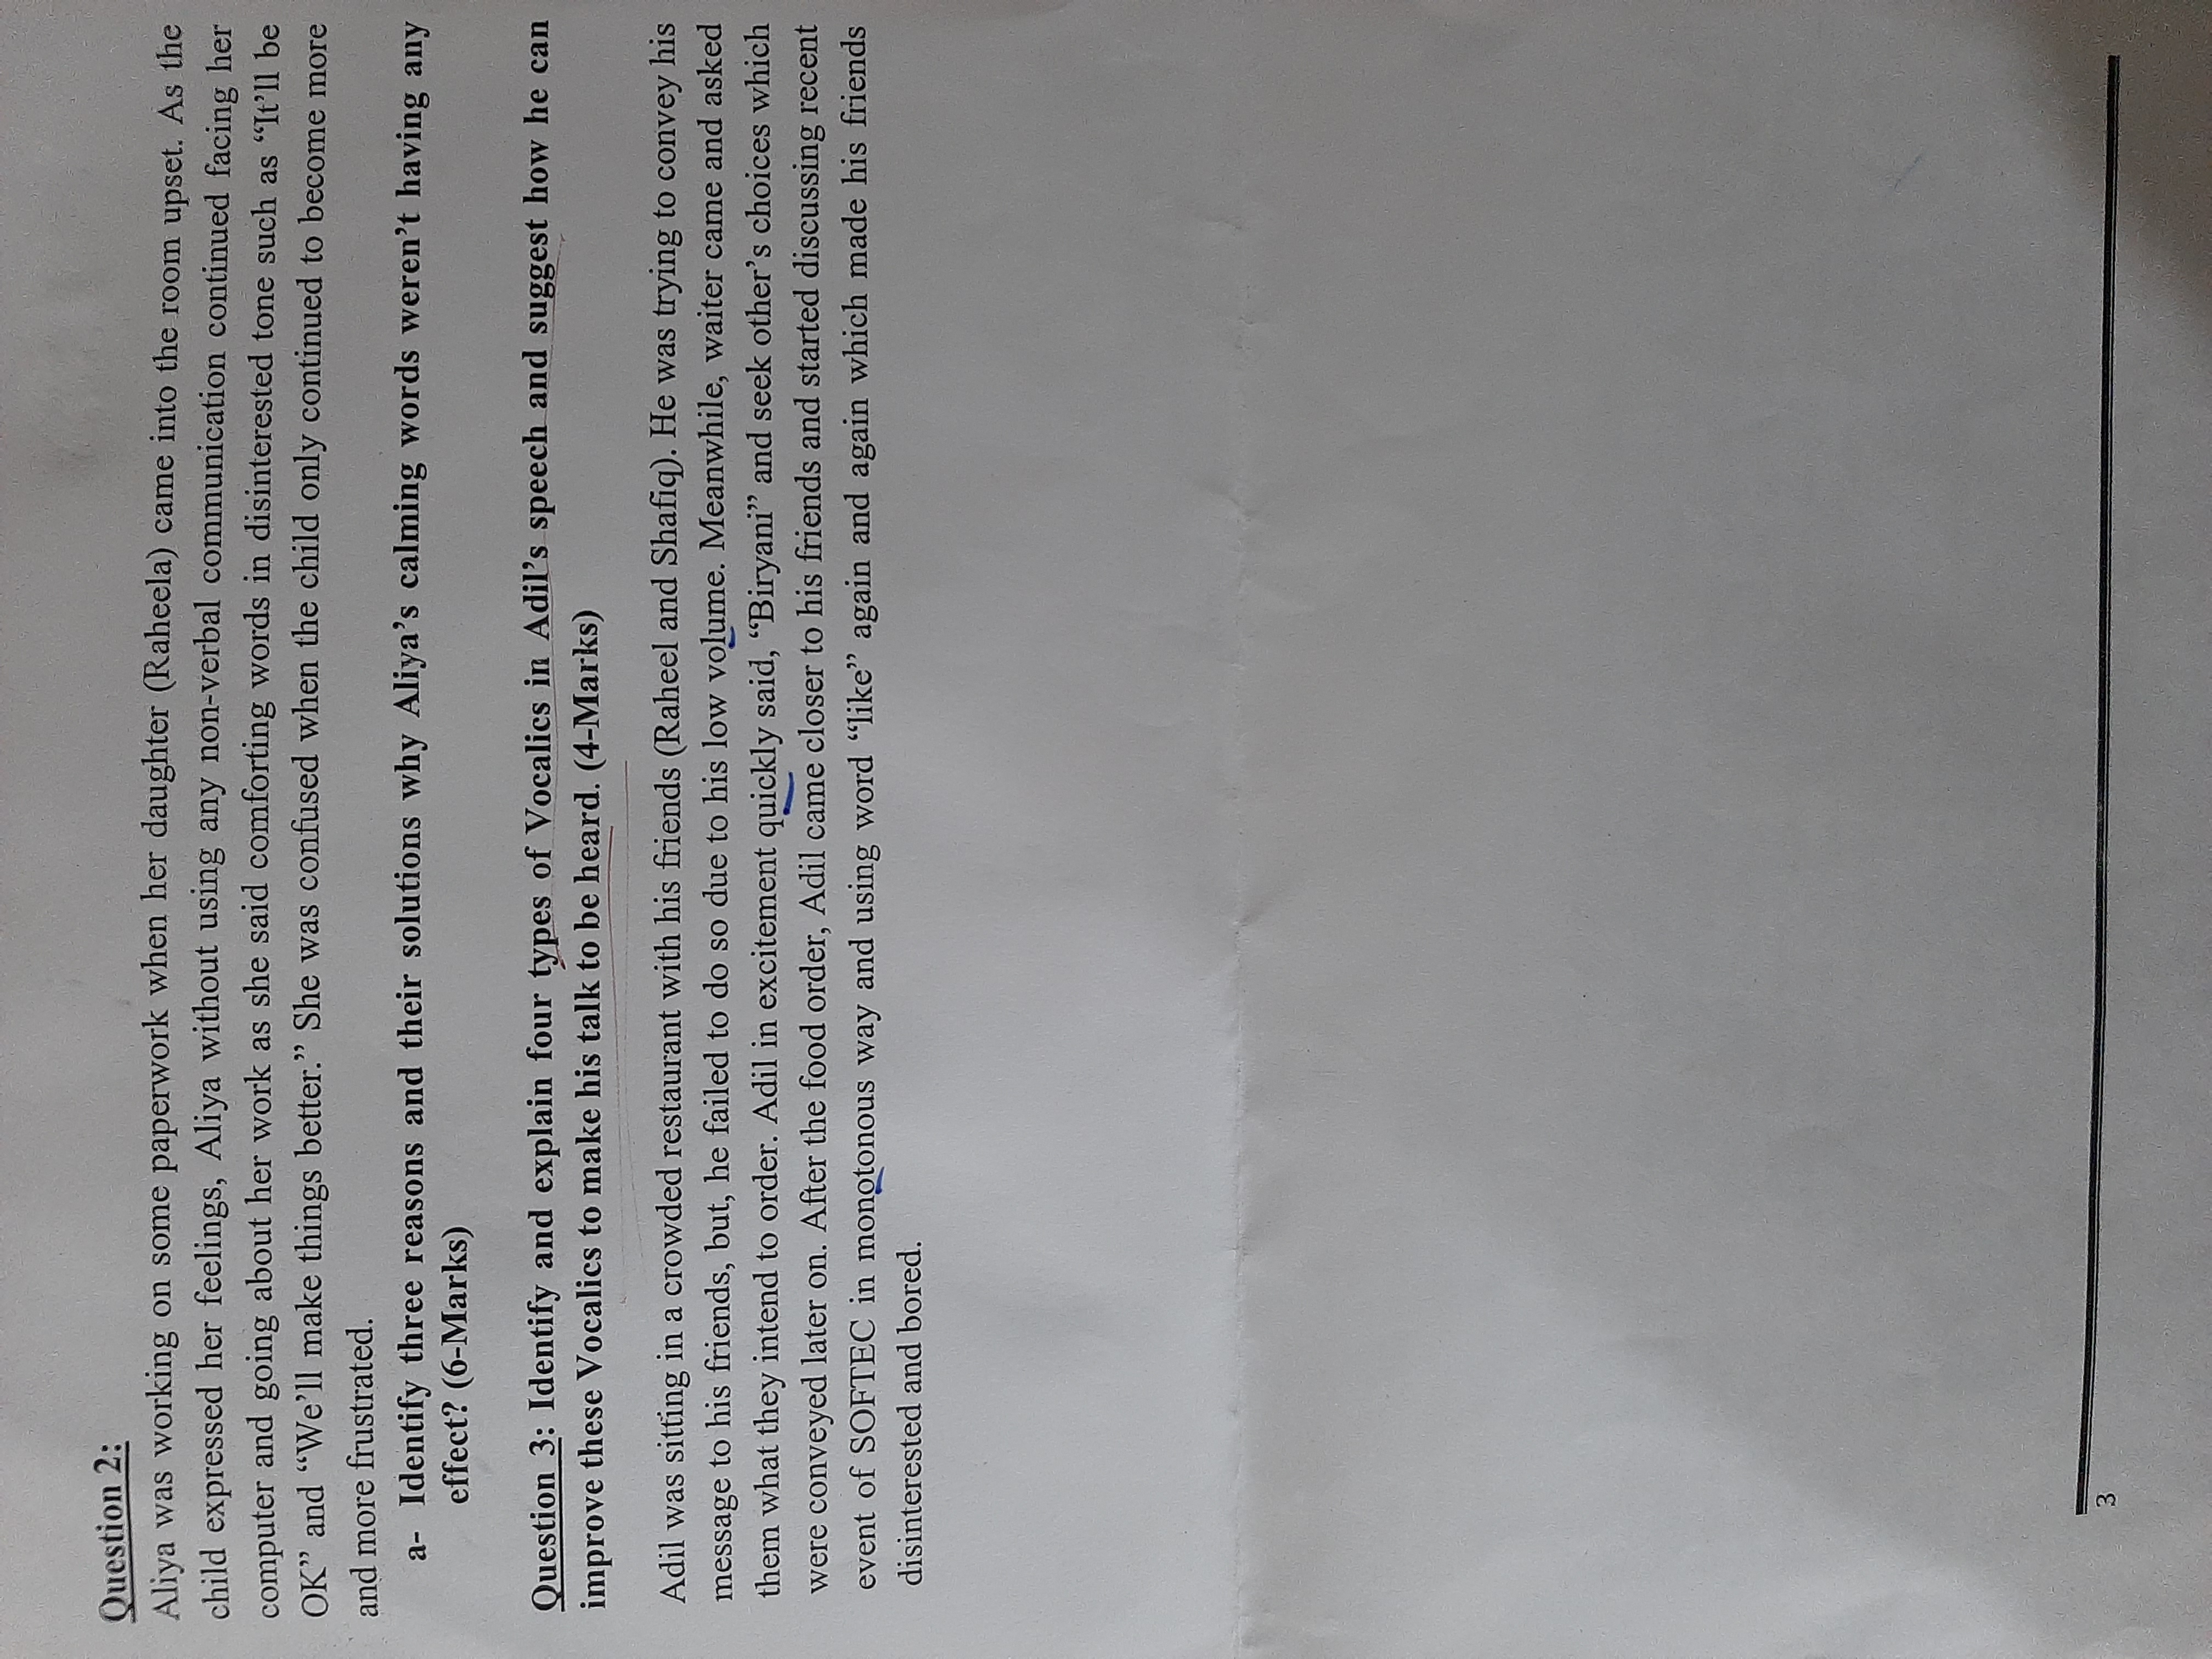 Question 2:
Aliya was working on some paperwork when her daughter (Raheela) came into the room upset. As the
child expressed her feelings, Aliya without using any non-verbal communication continued facing her
computer and going about her work as she said comforting words in disinterested tone such as “It’ll be
OK” and “We’ll make things better.” She was confused when the child only continued to become more
and more frustrated.
a- Identify three reasons and their solutions why Aliya’s calming words weren’t having any
effect? (6-Marks)
Question 3: Identify and explain four types of Vocalics in Adil’s speech and suggest how he can
improve these Vocalics to make his talk to be heard. (4-Marks)
Adil was sitting in a crowded restaurant with his friends (Raheel and Shafiq). He was trying to convey his
message to his friends, but, he failed to do so due to his low volume. Meanwhile, waiter came and asked
them what they intend to order. Adil in excitement quickly said, “Biryani” and seek other’s choices which
were conveyed later on. After the food order, Adil came closer to his friends and started discussing recent
event of SOFTEC in monotonous way and using word “like” again and again which made his friends
disinterested and bored.
3